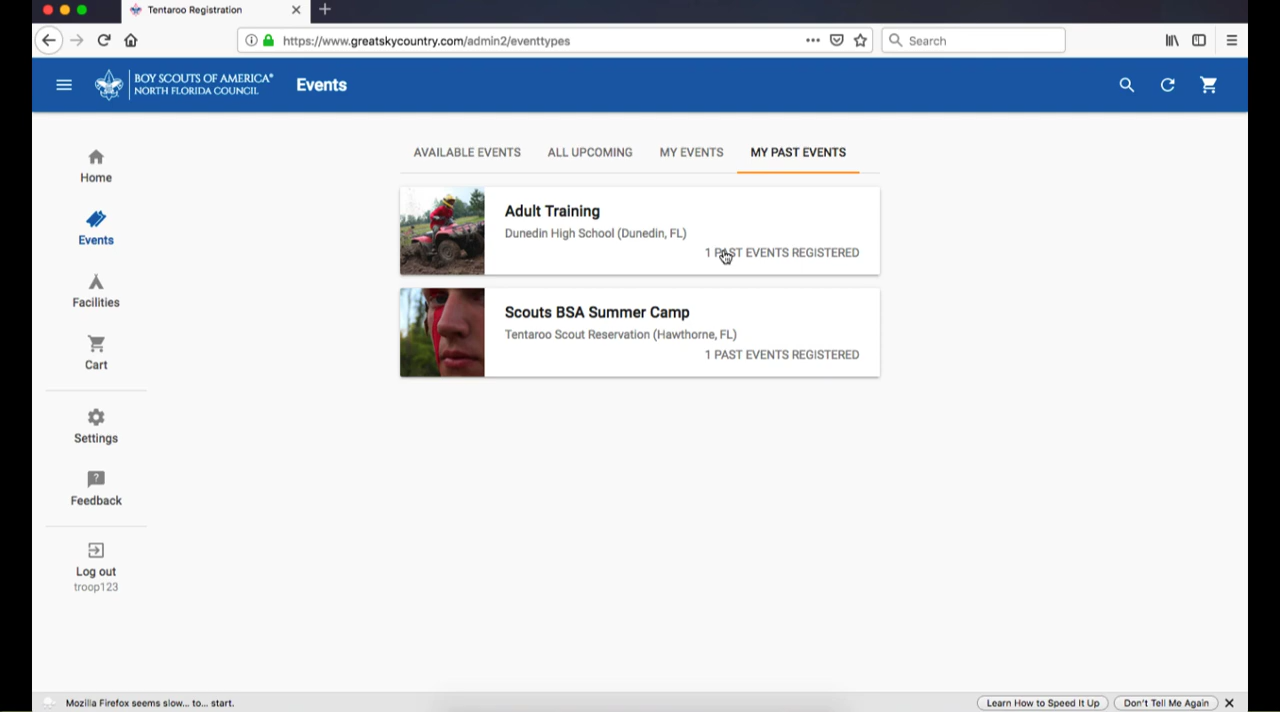 Tentaroo Registration
https://www.greatskycountry.com/admin2/eventtypes
Search
BOY SCOUTS OF AMERICA®
NORTH FLORIDA COUNCIL
Events
AVAILABLE EVENTS
ALL UPCOMING
MY EVENTS
MY PAST EVENTS
Home
Events
Facilities
Cart
Settings
Feedback
Log out
troop123
Adult Training
Dunedin High School (Dunedin, FL)
1 PAST EVENTS REGISTERED
Scouts BSA Summer Camp
Tentaroo Scout Reservation (Hawthorne, FL)
1 PAST EVENTS REGISTERED
Mozilla Firefox seems slow... to... start.
Learn How to Speed It Up
Don't Tell Me Again